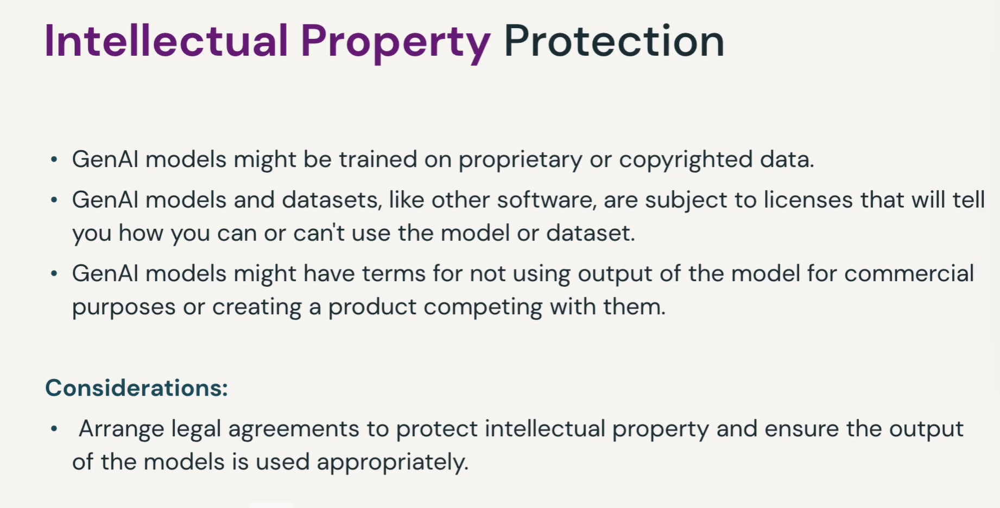 Intellectual Property Protection
• GenAI models might be trained on proprietary or copyrighted data.
• GenAI models and datasets, like other software, are subject to licenses that will tell
you how you can or can't use the model or dataset.
• GenAI models might have terms for not using output of the model for commercial
purposes or creating a product competing with them.
Considerations:
• Arrange legal agreements to protect intellectual property and ensure the output
of the models is used appropriately.